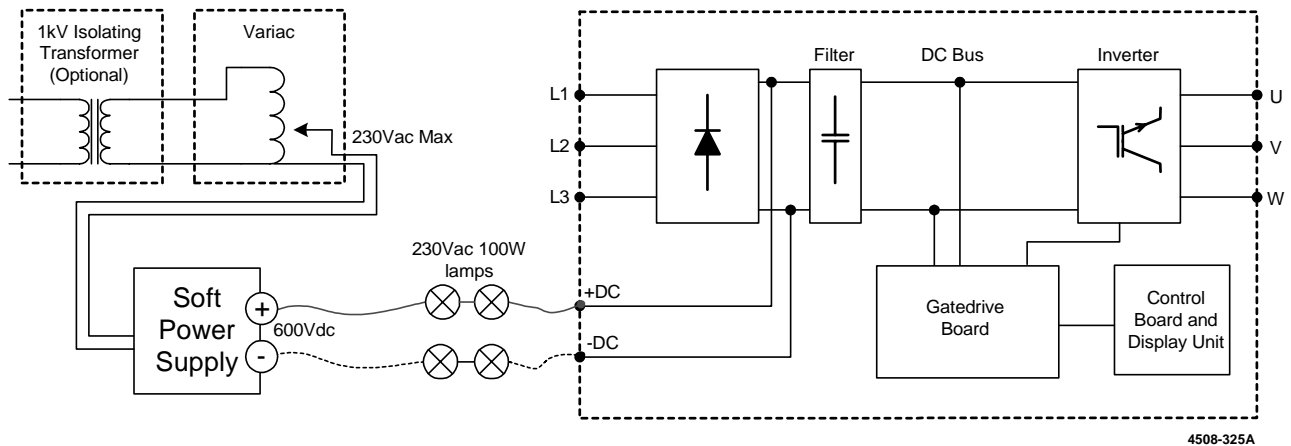 1kV Isolating
Transformer
(Optional)
Variac
230Vac Max
Soft
Power
Supply
+
-
600Vdc
230Vac 100W
lamps
+DC
-DC
L1
L2
L3
Filter
DC Bus
Inverter
U
V
W
Gatedrive
Board
Control
Board and
Display Unit
4508-325A